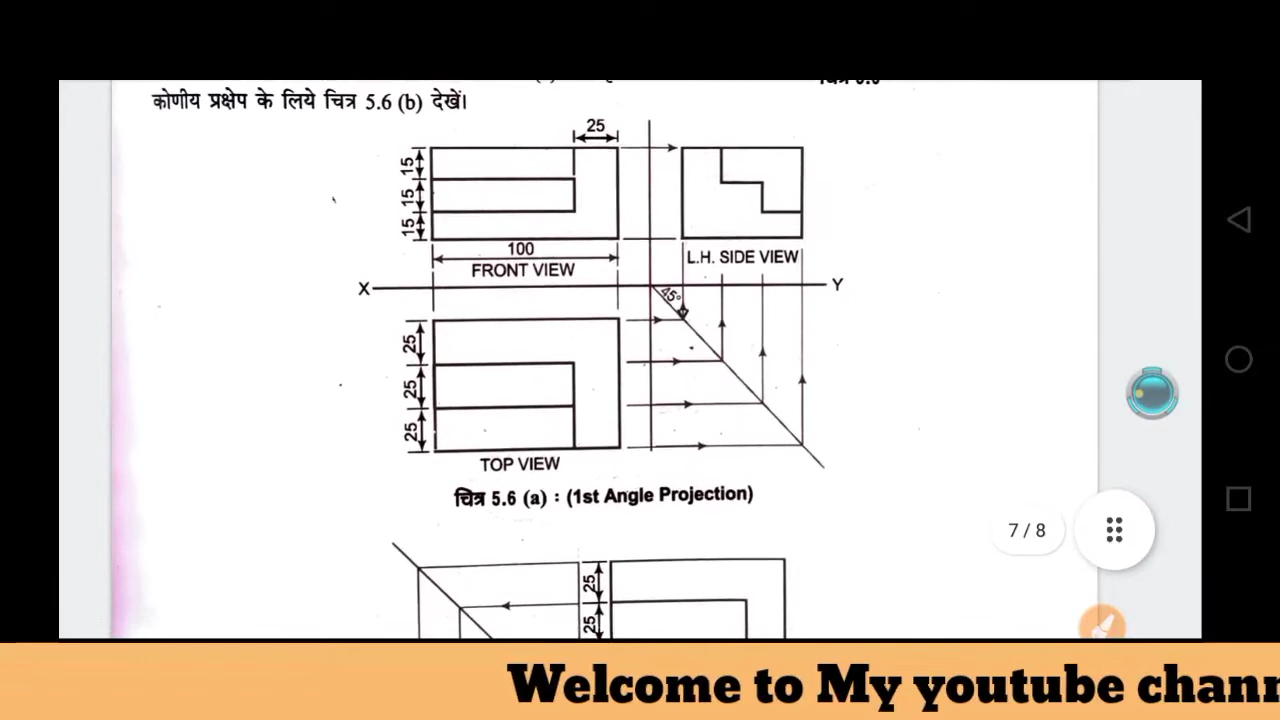 कोणीय प्रक्षेप के लिये चित्र 5.6 (b) देखें।
25
15
15
15
100
FRONT VIEW
L.H. SIDE VIEW
X
Y
45°
25
25
25
TOP VIEW
चित्र 5.6 (a) : (1st Angle Projection)
7 / 8
25
25
Welcome to My youtube chann